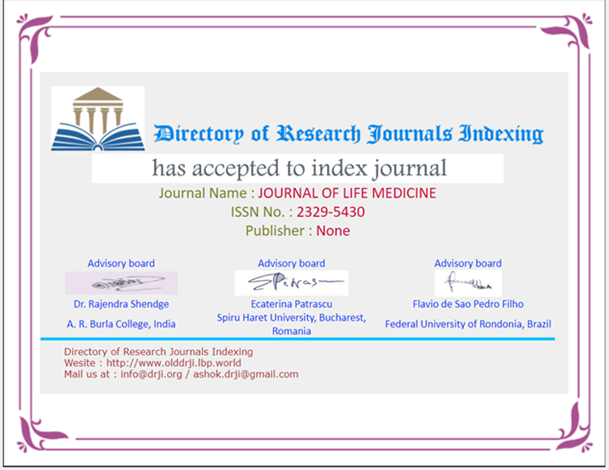 Directory of Research Journals Indexing
has accepted to index journal
Journal Name : JOURNAL OF LIFE MEDICINE
ISSN No. : 2329-5430
Publisher : None
Advisory board
Dr. Rajendra Shendge
A. R. Burla College, India
Advisory board
Ecaterina Patrascu
Spiru Haret University, Bucharest,
Romania
Advisory board
Flavio de Sao Pedro Filho
Federal University of Rondonia, Brazil
Directory of Research Journals Indexing
Wesite : http://www.olddrji.lbp.world
Mail us at : info@drji.org / ashok.drji@gmail.com